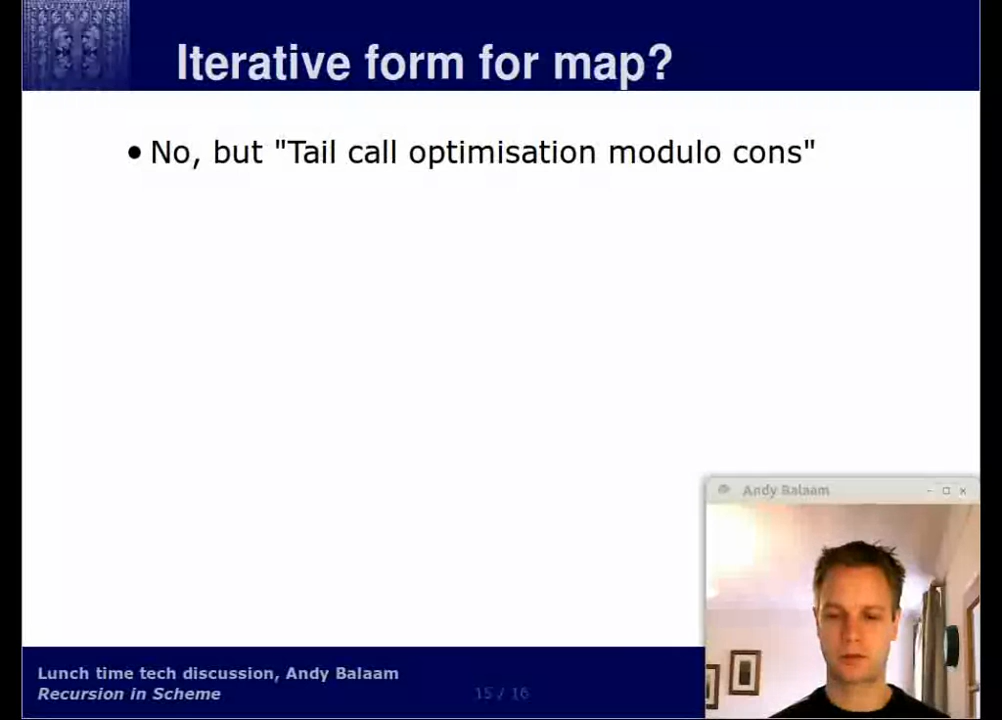 Iterative form for map?
• No, but "Tail call optimisation modulo cons"
Andy Balaam
Lunch time tech discussion, Andy Balaam
Recursion in Scheme
15 / 16